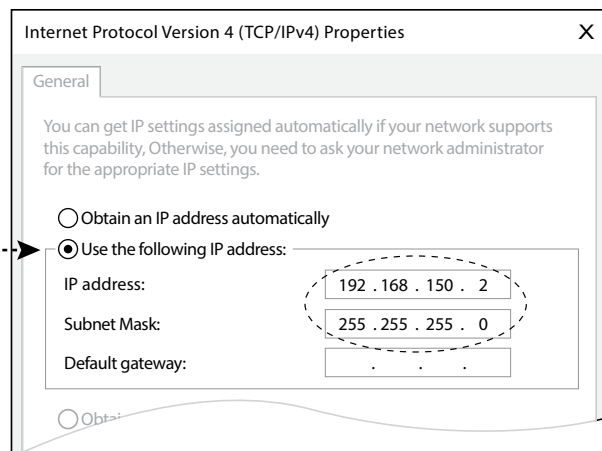 Internet Protocol Version 4 (TCP/IPv4) Properties X
General
You can get IP settings assigned automatically if your network supports
this capability, Otherwise, you need to ask your network administrator
for the appropriate IP settings.
Obtain an IP address automatically
Use the following IP address:
IP address: 192 . 168 . 150 . 2
Subnet Mask: 255 . 255 . 255 . 0
Default gateway: . . .